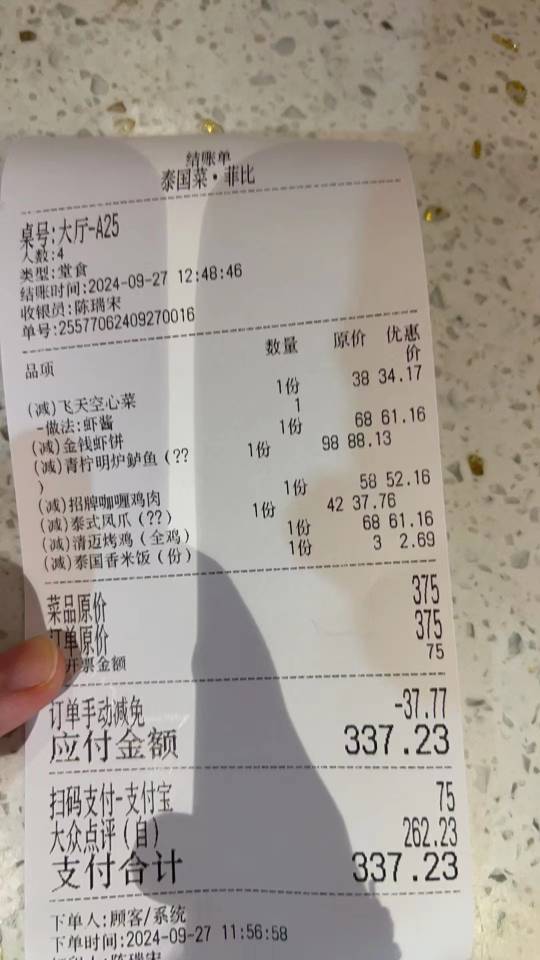 结账单
泰国菜·菲比
桌号:大厅-A25
人数:4
类型:堂食
结账时间:2024-09-27 12:48:46
收银员:陈瑞宋
单号:25577062409270016
品项 数量 原价 优惠价
(减)飞天空心菜 1份 38 34.17
-做法:虾酱 1
(减)金钱虾饼 1份 68 61.16
(减)青柠明炉鲈鱼(?? 1份 98 88.13
)
(减)招牌咖喱鸡肉 1份 58 52.16
(减)泰式凤爪(??) 1份 42 37.76
(减)清迈烤鸡(全鸡) 1份 68 61.16
(减)泰国香米饭(份) 1份 3 2.69
菜品原价 375
订单原价 375
开票金额 75
订单手动减免 -37.77
应付金额 337.23
扫码支付-支付宝 75
大众点评(自) 262.23
支付合计 337.23
下单人:顾客/系统
下单时间:2024-09-27 11:56:58